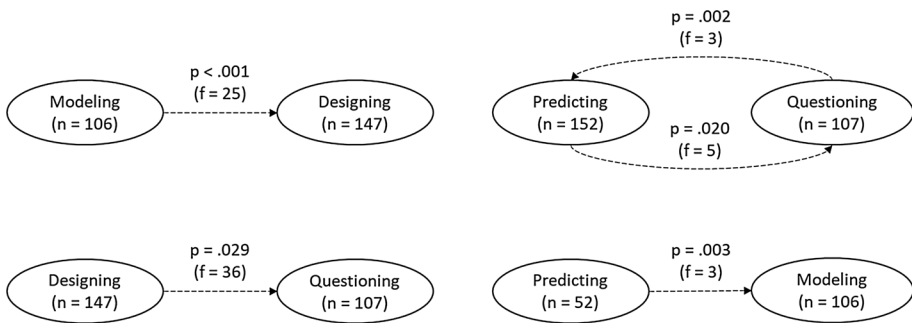 p < .001
(f = 25)
Modeling
(n = 106)
Designing
(n = 147)
p = .002
(f = 3)
Predicting
(n = 152)
Questioning
(n = 107)
p = .020
(f = 5)
p = .029
(f = 36)
Designing
(n = 147)
Questioning
(n = 107)
p = .003
(f = 3)
Predicting
(n = 52)
Modeling
(n = 106)